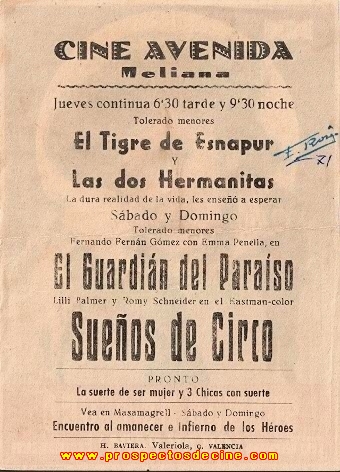 CINE AVENIDA
Meliana
Jueves continua 6'30 tarde y 9'30 noche
Tolerado menores
El Tigre de Esnapur
Y
Las dos Hermanitas
La dura realidad de la vida, les enseñó a esperar
Sábado y Domingo
Tolerado menores
Fernando Fernán Gómez con Emma Penella, en
El Guardián del Paraíso
Lilli Palmer y Romy Schneider en el Eastman-color
Sueños de Circo
PRONTO
La suerte de ser mujer y 3 Chicas con suerte
Vea en Masamagrell - Sábado y Domingo
Encuentro al amanecer e Infierno de los Héroes
H. BAVIERA. Valeriola, 9. VALENCIA
www.prospectosdecine.com